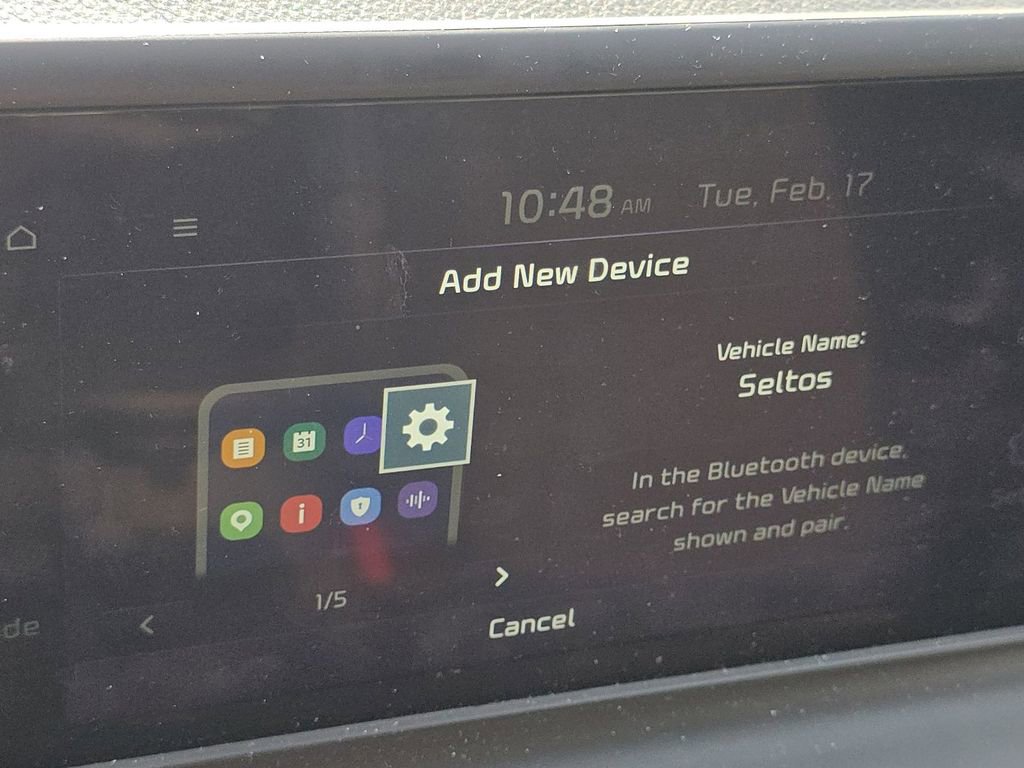 10:48 AM Tue, Feb. 17
Add New Device
Vehicle Name:
Seltos
31
In the Bluetooth device,
search for the Vehicle Name
shown and pair.
i
1/5
de
Cancel